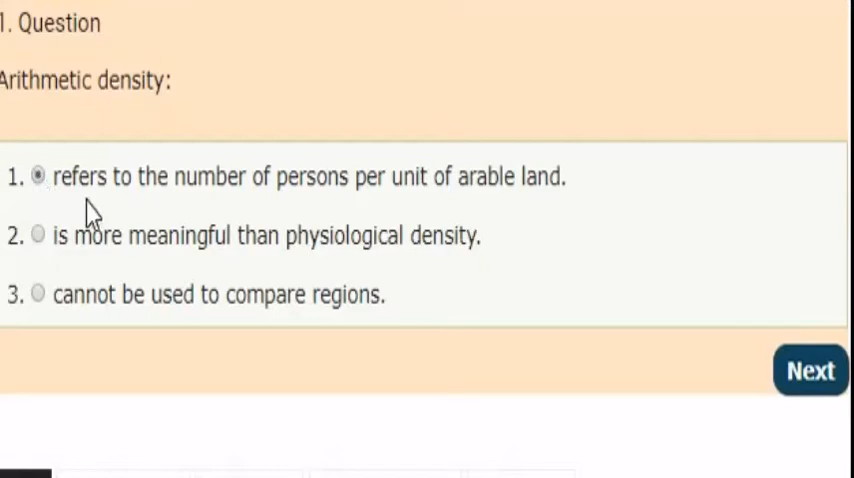 1. Question
Arithmetic density:
1. refers to the number of persons per unit of arable land.
2. is more meaningful than physiological density.
3. cannot be used to compare regions.
Next